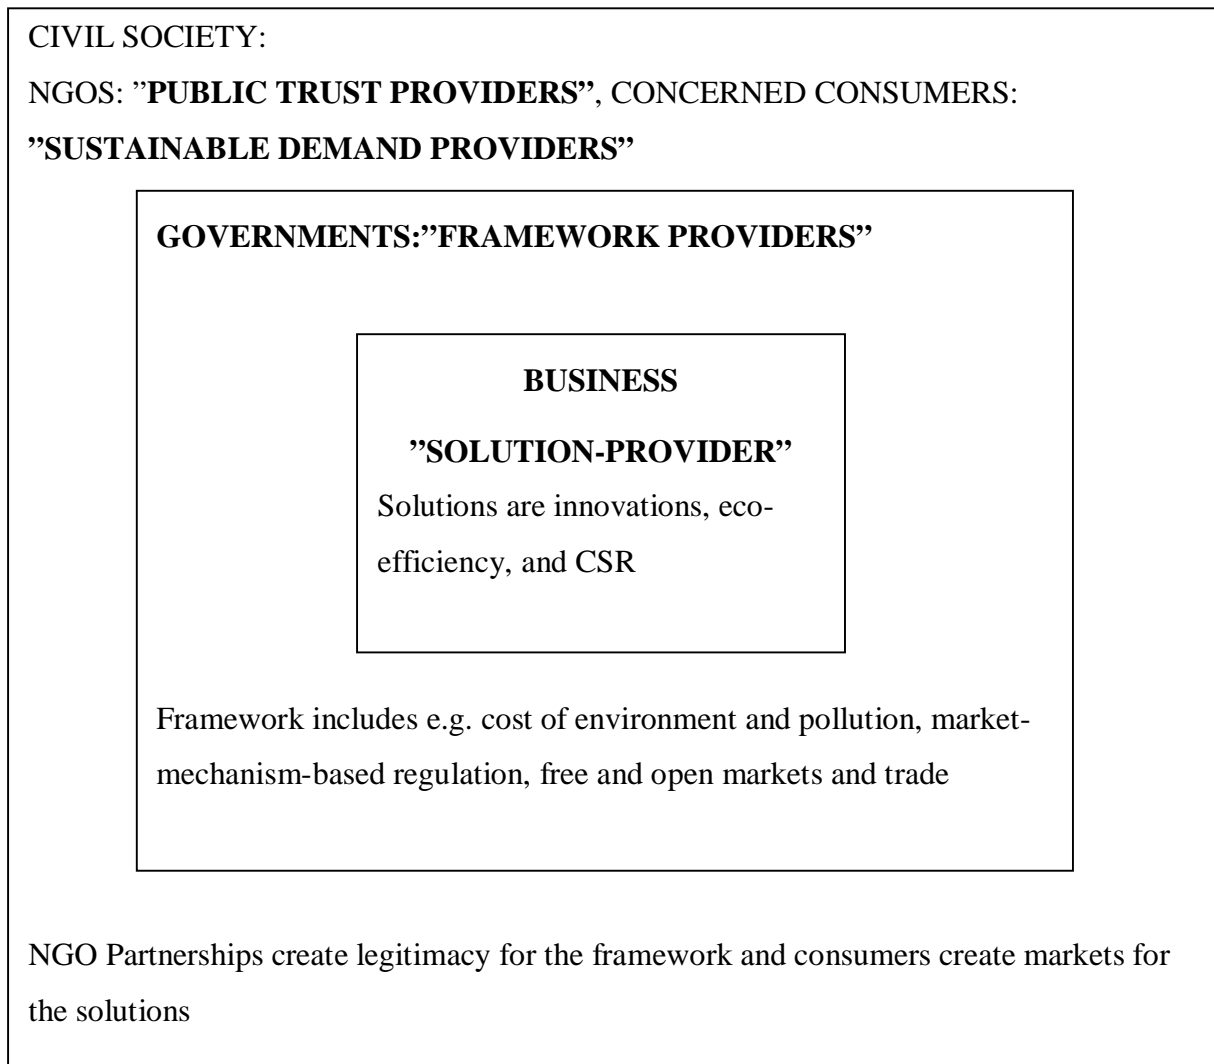 CIVIL SOCIETY:
NGOS: ”PUBLIC TRUST PROVIDERS”, CONCERNED CONSUMERS:
”SUSTAINABLE DEMAND PROVIDERS”
GOVERNMENTS:”FRAMEWORK PROVIDERS”
BUSINESS
”SOLUTION-PROVIDER”
Solutions are innovations, eco-
efficiency, and CSR
Framework includes e.g. cost of environment and pollution, market-
mechanism-based regulation, free and open markets and trade
NGO Partnerships create legitimacy for the framework and consumers create markets for
the solutions